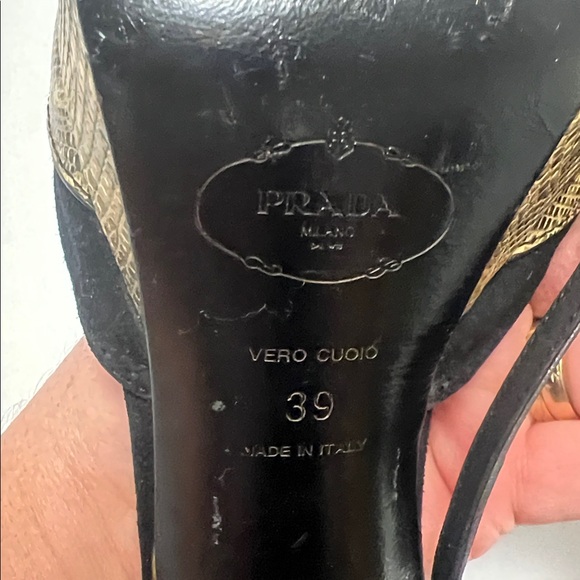 PRADA
MILANO
VERO CUOIO
39
MADE IN ITALY